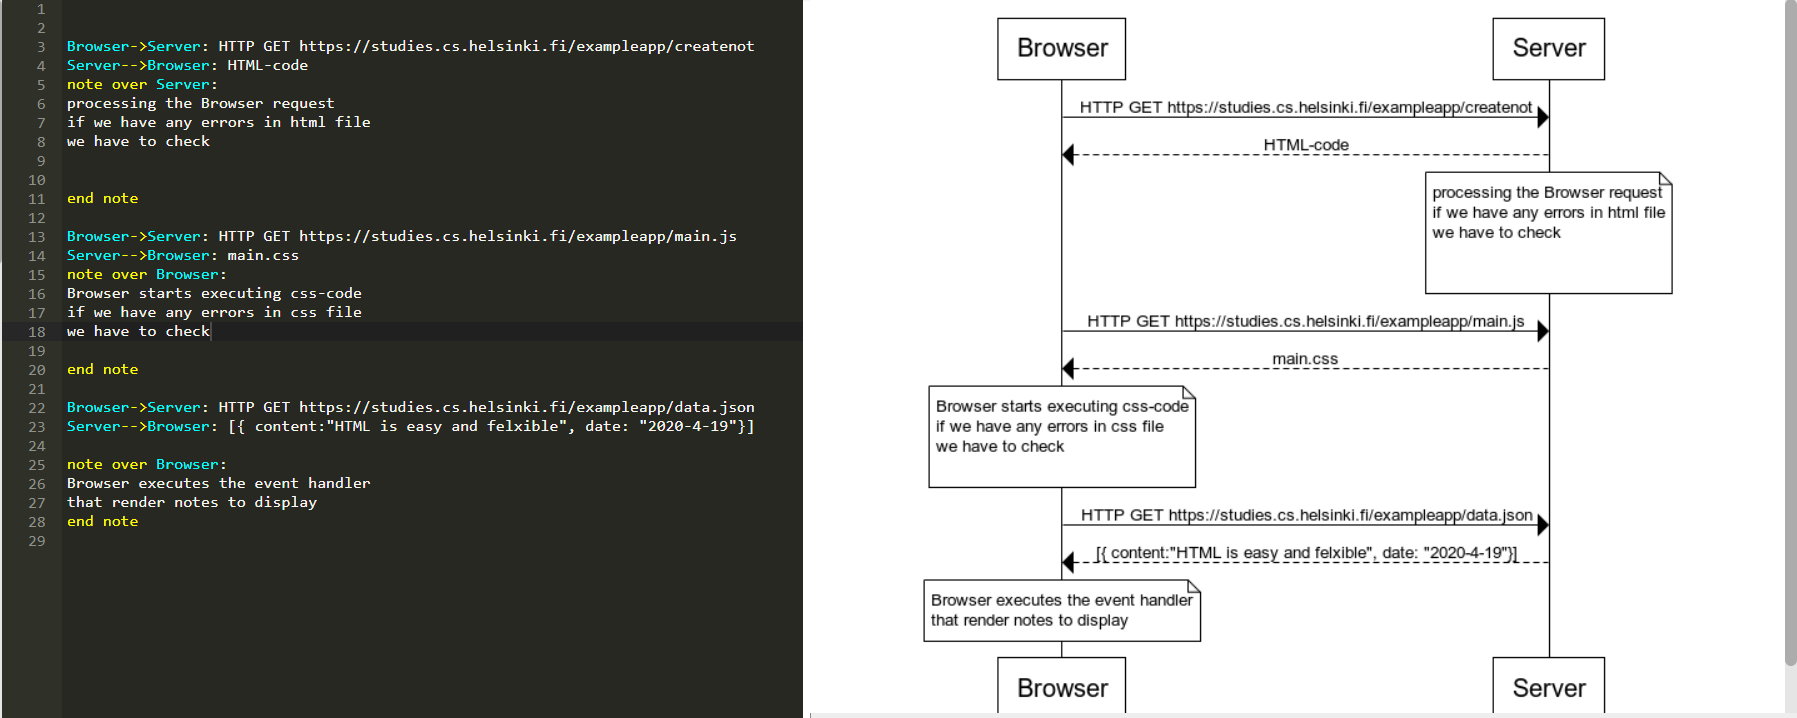 1
2
3 Browser->Server: HTTP GET https://studies.cs.helsinki.fi/exampleapp/createnot
4 Server-->Browser: HTML-code
5 note over Server:
6 processing the Browser request
7 if we have any errors in html file
8 we have to check
9
10
11 end note
12
13 Browser->Server: HTTP GET https://studies.cs.helsinki.fi/exampleapp/main.js
14 Server-->Browser: main.css
15 note over Browser:
16 Browser starts executing css-code
17 if we have any errors in css file
18 we have to check
19
20 end note
21
22 Browser->Server: HTTP GET https://studies.cs.helsinki.fi/exampleapp/data.json
23 Server-->Browser: [{ content:"HTML is easy and felxible", date: "2020-4-19"}]
24
25 note over Browser:
26 Browser executes the event handler
27 that render notes to display
28 end note
29
Browser Server
HTTP GET https://studies.cs.helsinki.fi/exampleapp/createnot
HTML-code
processing the Browser request
if we have any errors in html file
we have to check
HTTP GET https://studies.cs.helsinki.fi/exampleapp/main.js
main.css
Browser starts executing css-code
if we have any errors in css file
we have to check
HTTP GET https://studies.cs.helsinki.fi/exampleapp/data.json
[{ content:"HTML is easy and felxible", date: "2020-4-19"}]
Browser executes the event handler
that render notes to display
Browser Server